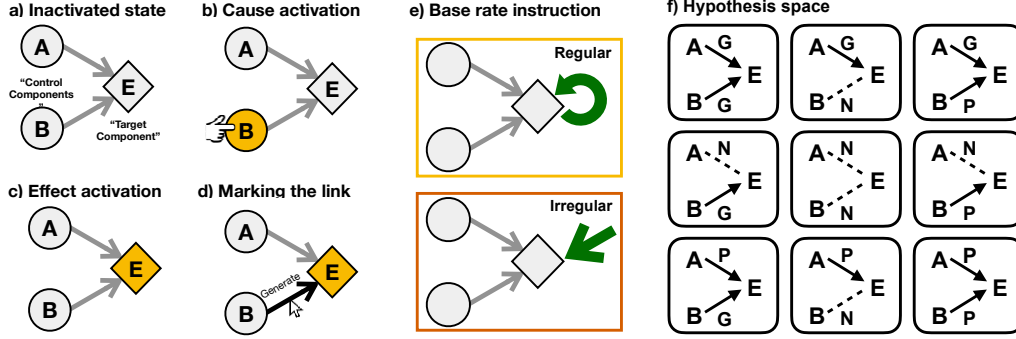 a) Inactivated state
A
E
"Control
Components
"
B
"Target
Component"
b) Cause activation
A
E
B
c) Effect activation
A
E
B
d) Marking the link
A
E
Generate
B
e) Base rate instruction
Regular
Irregular
f) Hypothesis space
A G
E
B G
A G
E
B N
A G
E
B P
A N
E
B G
A N
E
B N
A N
E
B P
A P
E
B G
A P
E
B N
A P
E
B P